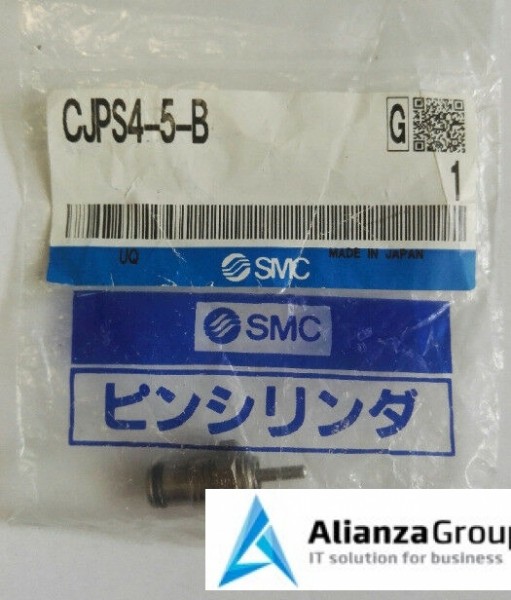 CJPS4-5-B
G
1
UQ
SMC
MADE IN JAPAN
SMC
ピンシリンダ
AlianzaGroup
IT solution for business